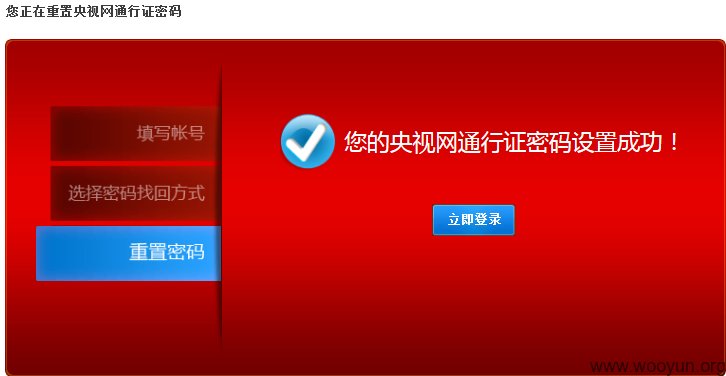 您正在重置央视网通行证密码
填写帐号
选择密码找回方式
重置密码
您的央视网通行证密码设置成功！
立即登录
www.wooyun.org